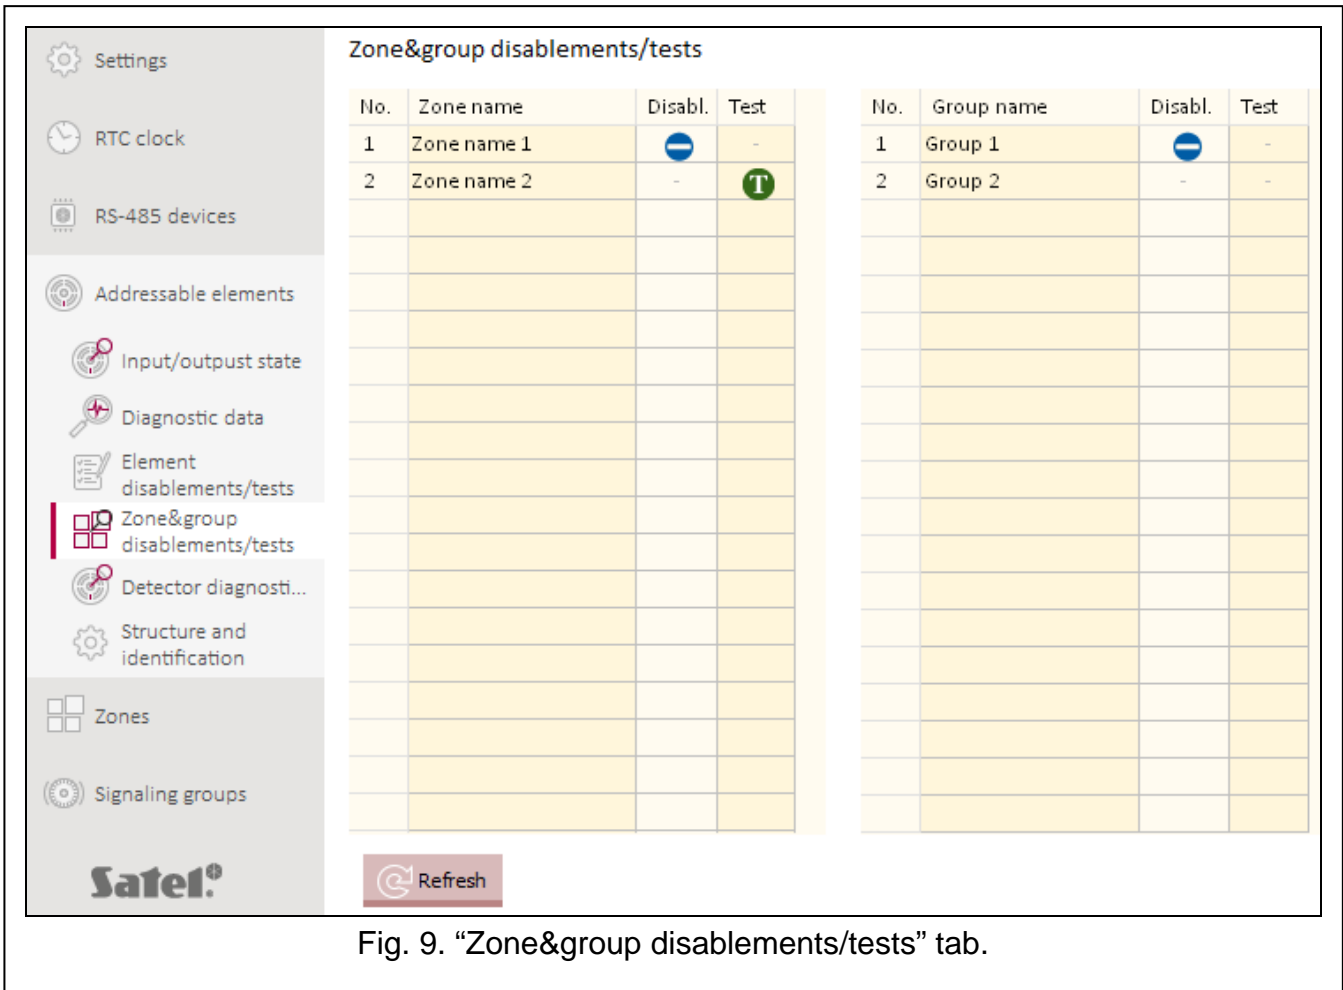 Settings
RTC clock
RS-485 devices
Addressable elements
Input/outpust state
Diagnostic data
Element
disablements/tests
Zone&group
disablements/tests
Detector diagnosti...
Structure and
identification
Zones
Signaling groups
Satel®
Zone&group disablements/tests
No. Zone name Disabl. Test
1 Zone name 1 -
2 Zone name 2 - T
No. Group name Disabl. Test
1 Group 1 -
2 Group 2 - -
Refresh
Fig. 9. “Zone&group disablements/tests” tab.